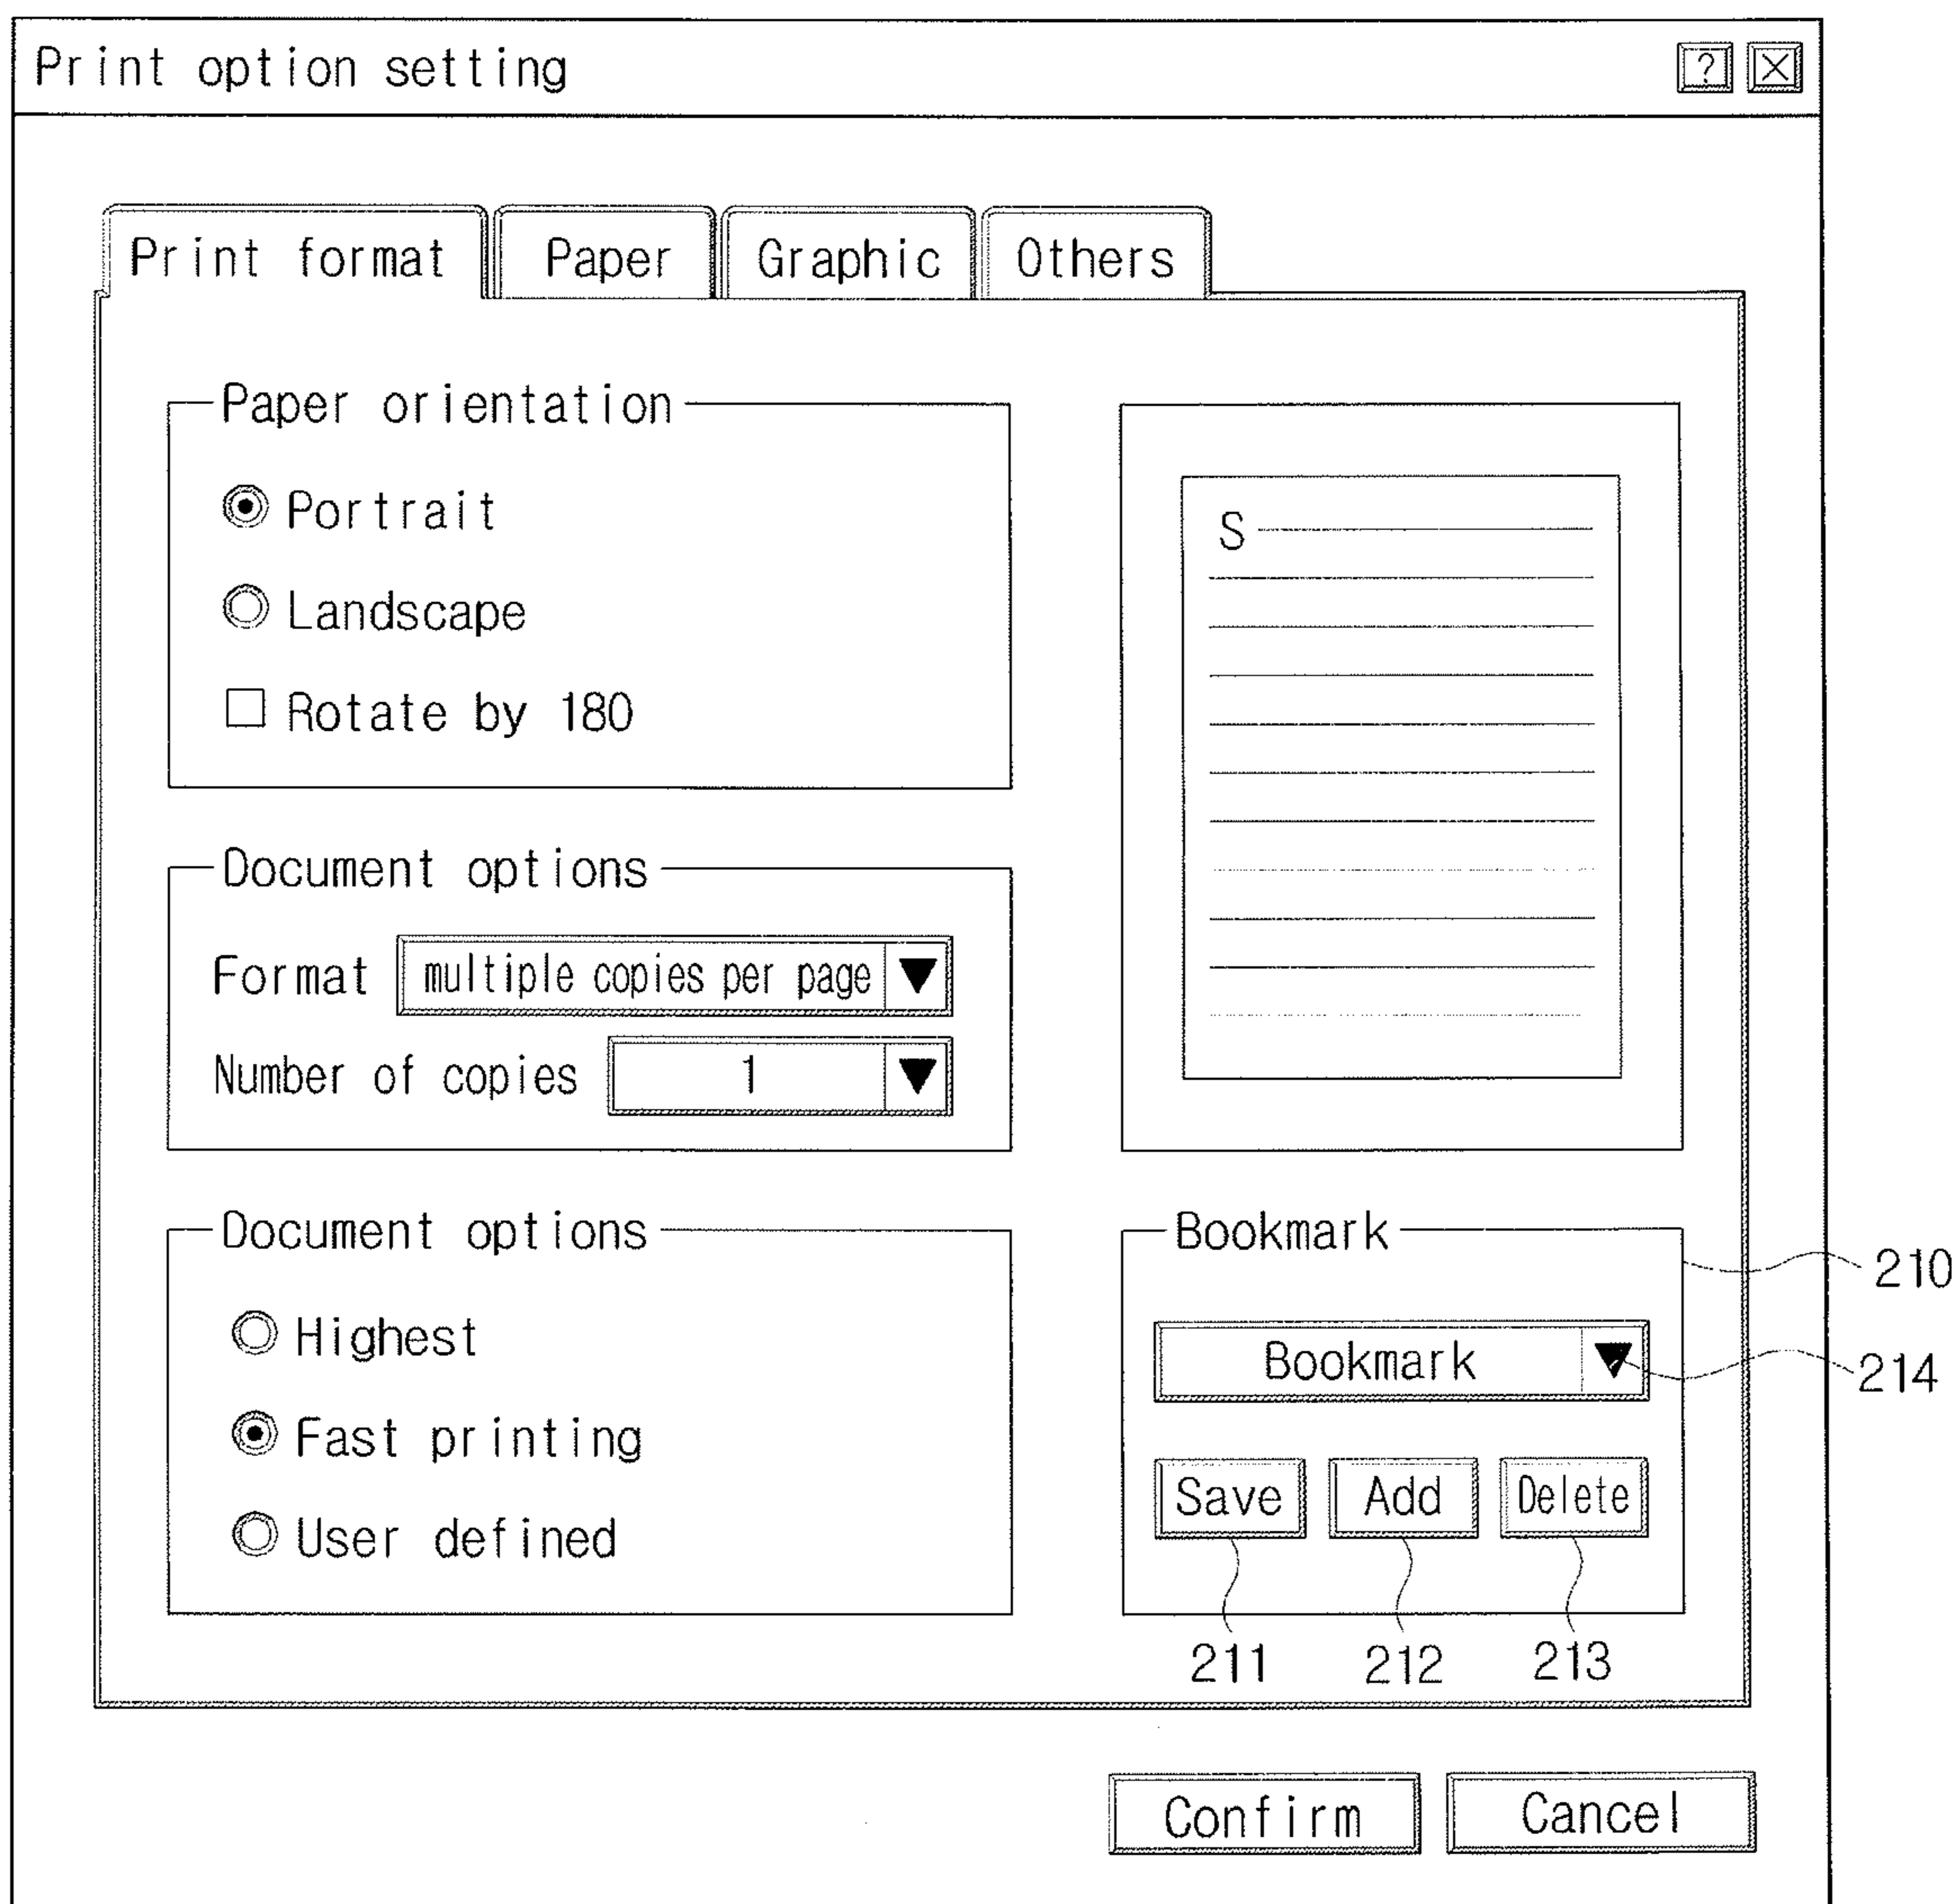 Print option setting ?
Print format Paper Graphic Others
Paper orientation
Portrait
Landscape
Rotate by 180
S
Document options
Format multiple copies per page
Number of copies 1
Document options
Highest
Fast printing
User defined
Bookmark
210
Bookmark
214
Save Add Delete
211 212 213
Confirm Cancel